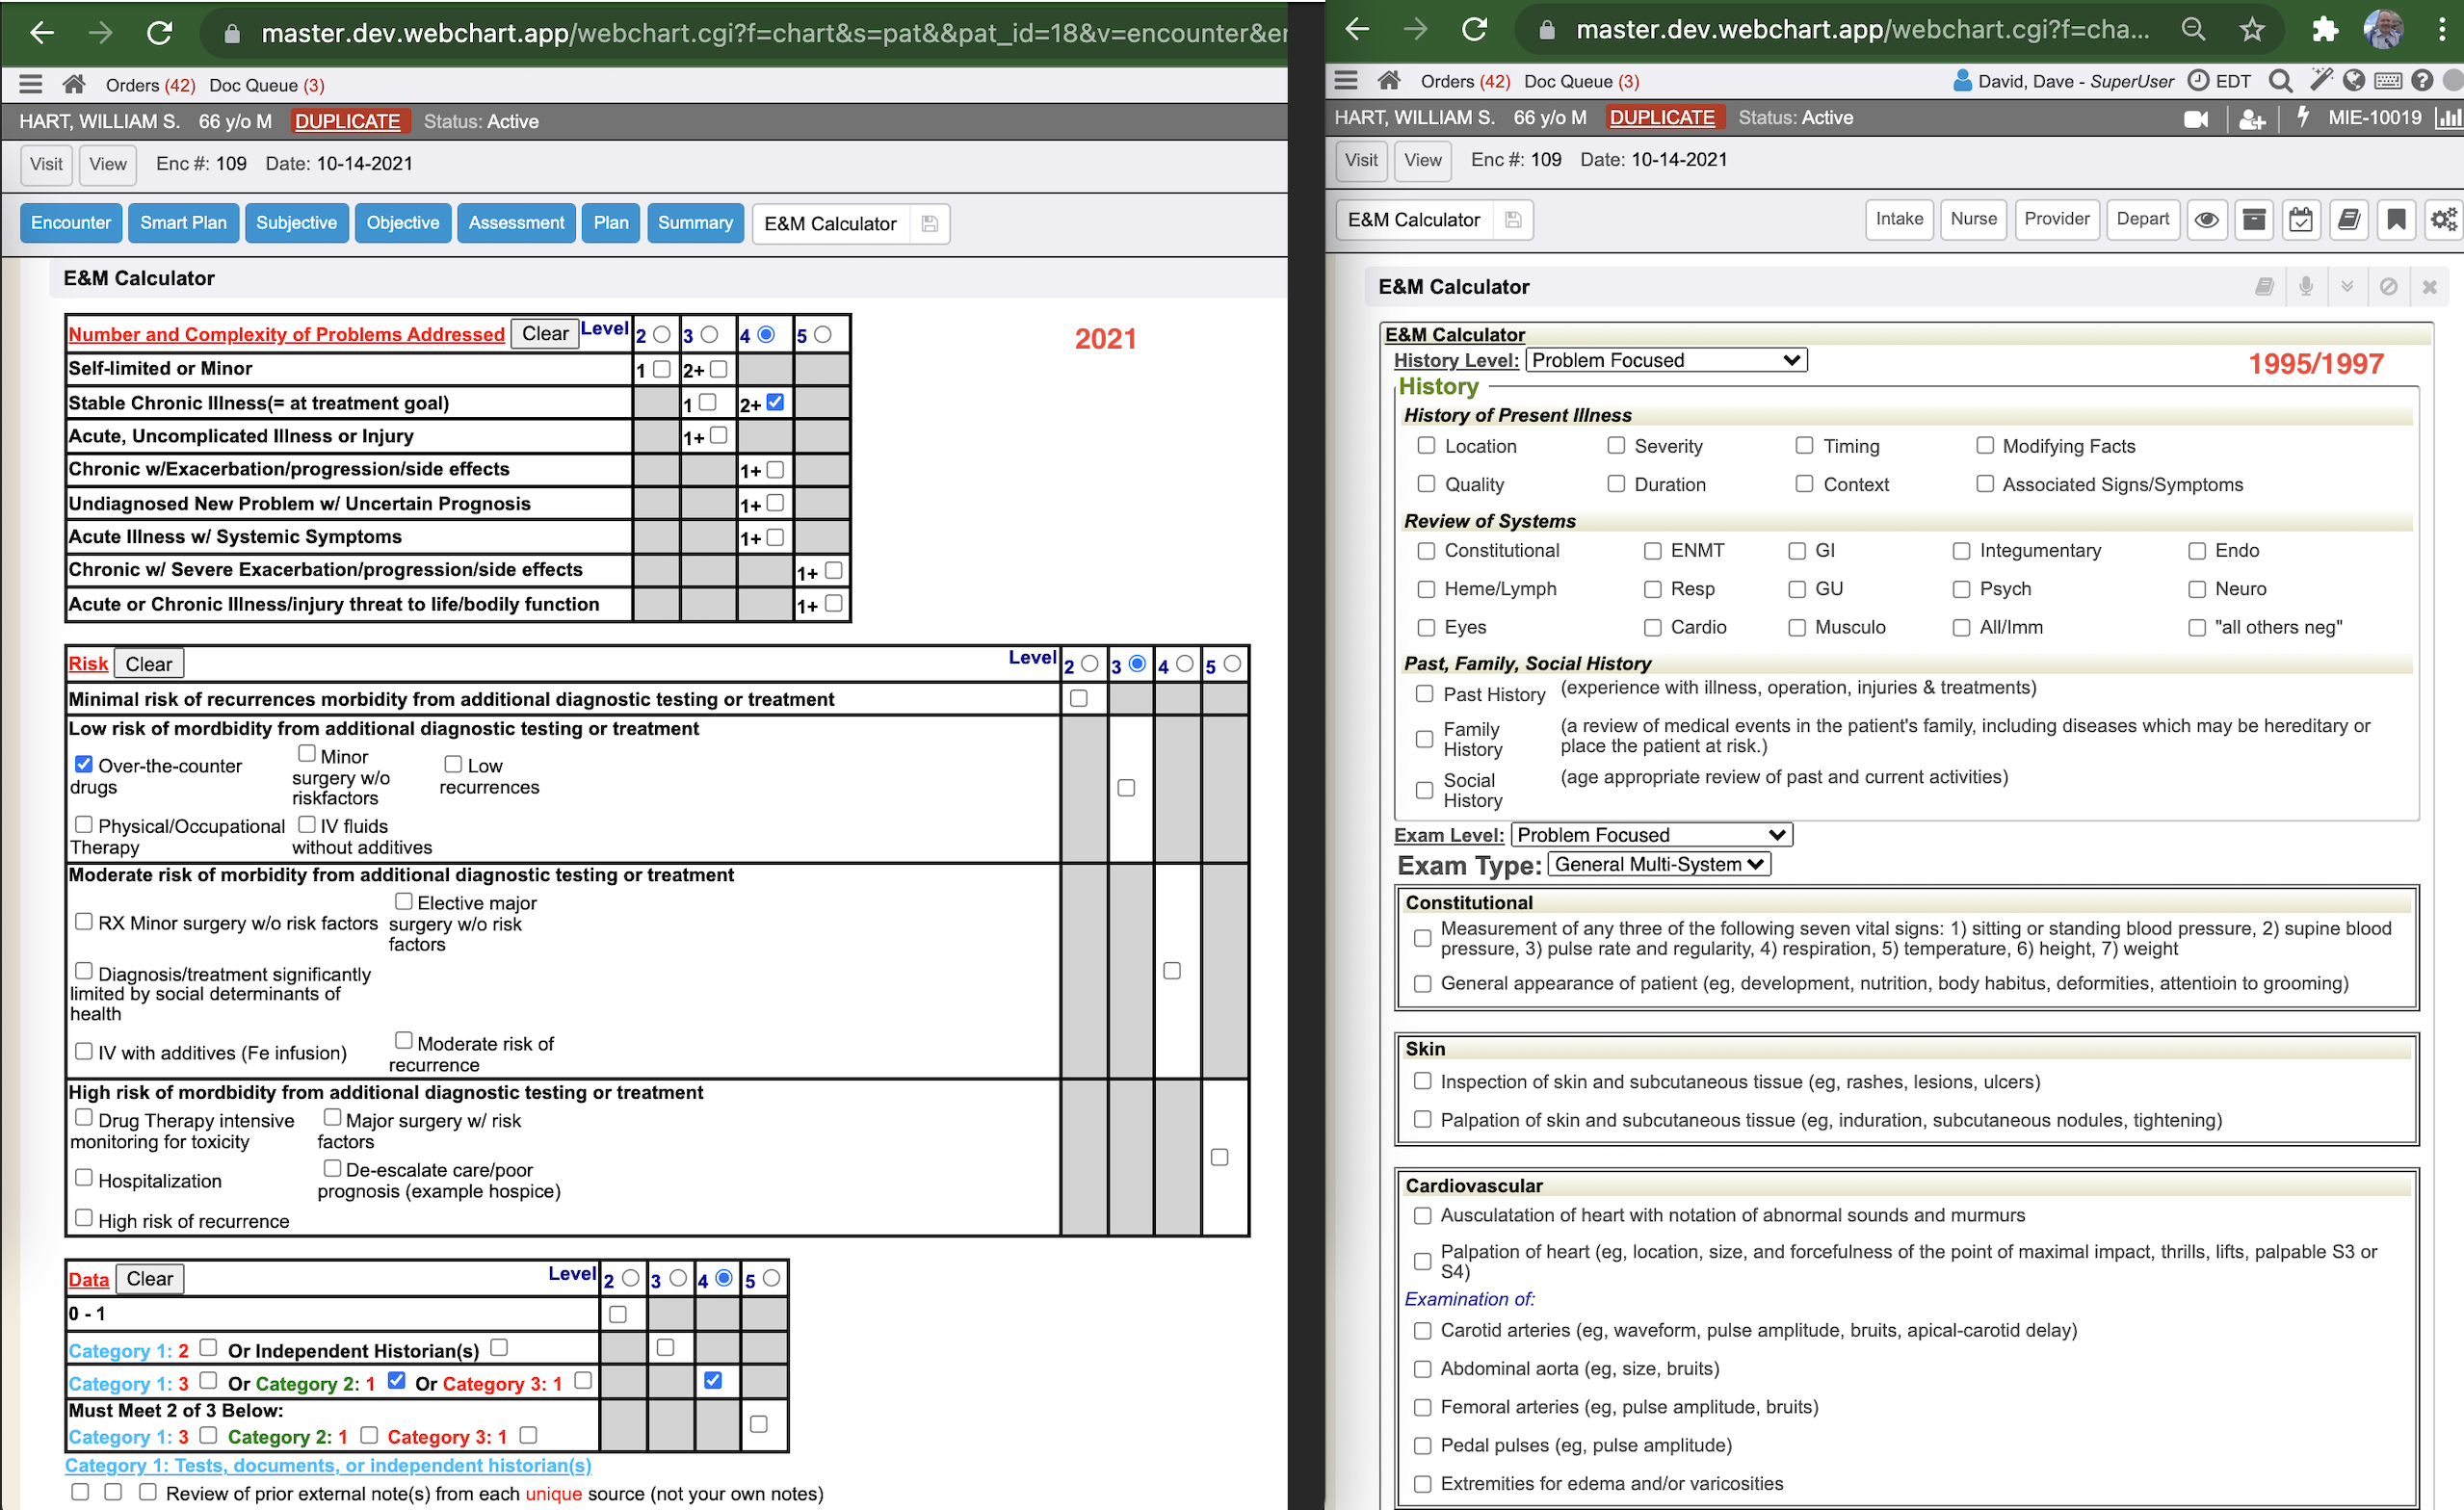 master.dev.webchart.app/webchart.cgi?f=chart&s=pat&&pat_id=18&v=encounter&er
Orders (42) Doc Queue (3)
HART, WILLIAM S. 66 y/o M DUPLICATE Status: Active
Visit View Enc #: 109 Date: 10-14-2021
Encounter Smart Plan Subjective Objective Assessment Plan Summary E&M Calculator
E&M Calculator
2021
Number and Complexity of Problems Addressed Clear Level 2 3 4 5
Self-limited or Minor 1 2+
Stable Chronic Illness(= at treatment goal) 1 2+
Acute, Uncomplicated Illness or Injury 1+
Chronic w/Exacerbation/progression/side effects 1+
Undiagnosed New Problem w/ Uncertain Prognosis 1+
Acute Illness w/ Systemic Symptoms 1+
Chronic w/ Severe Exacerbation/progression/side effects 1+
Acute or Chronic Illness/injury threat to life/bodily function 1+
Risk Clear Level 2 3 4 5
Minimal risk of recurrences morbidity from additional diagnostic testing or treatment
Low risk of mordbidity from additional diagnostic testing or treatment
Over-the-counter
drugs
Minor
surgery w/o
riskfactors
Low
recurrences
Physical/Occupational
Therapy
IV fluids
without additives
Moderate risk of morbidity from additional diagnostic testing or treatment
RX Minor surgery w/o risk factors
Elective major
surgery w/o risk
factors
Diagnosis/treatment significantly
limited by social determinants of
health
IV with additives (Fe infusion)
Moderate risk of
recurrence
High risk of mordbidity from additional diagnostic testing or treatment
Drug Therapy intensive
monitoring for toxicity
Major surgery w/ risk
factors
Hospitalization
De-escalate care/poor
prognosis (example hospice)
High risk of recurrence
Data Clear Level 2 3 4 5
0 - 1
Category 1: 2 Or Independent Historian(s)
Category 1: 3 Or Category 2: 1 Or Category 3: 1
Must Meet 2 of 3 Below:
Category 1: 3 Category 2: 1 Category 3: 1
Category 1: Tests, documents, or independent historian(s)
Review of prior external note(s) from each unique source (not your own notes)
master.dev.webchart.app/webchart.cgi?f=cha...
Orders (42) Doc Queue (3) David, Dave - SuperUser EDT
HART, WILLIAM S. 66 y/o M DUPLICATE Status: Active MIE-10019
Visit View Enc #: 109 Date: 10-14-2021
E&M Calculator Intake Nurse Provider Depart
E&M Calculator
E&M Calculator
History Level: Problem Focused
1995/1997
History
History of Present Illness
Location Severity Timing Modifying Facts
Quality Duration Context Associated Signs/Symptoms
Review of Systems
Constitutional ENMT GI Integumentary Endo
Heme/Lymph Resp GU Psych Neuro
Eyes Cardio Musculo All/Imm "all others neg"
Past, Family, Social History
Past History (experience with illness, operation, injuries & treatments)
Family
History
(a review of medical events in the patient's family, including diseases which may be hereditary or
place the patient at risk.)
Social
History
(age appropriate review of past and current activities)
Exam Level: Problem Focused
Exam Type: General Multi-System
Constitutional
Measurement of any three of the following seven vital signs: 1) sitting or standing blood pressure, 2) supine blood
pressure, 3) pulse rate and regularity, 4) respiration, 5) temperature, 6) height, 7) weight
General appearance of patient (eg, development, nutrition, body habitus, deformities, attentioin to grooming)
Skin
Inspection of skin and subcutaneous tissue (eg, rashes, lesions, ulcers)
Palpation of skin and subcutaneous tissue (eg, induration, subcutaneous nodules, tightening)
Cardiovascular
Ausculatation of heart with notation of abnormal sounds and murmurs
Palpation of heart (eg, location, size, and forcefulness of the point of maximal impact, thrills, lifts, palpable S3 or
S4)
Examination of:
Carotid arteries (eg, waveform, pulse amplitude, bruits, apical-carotid delay)
Abdominal aorta (eg, size, bruits)
Femoral arteries (eg, pulse amplitude, bruits)
Pedal pulses (eg, pulse amplitude)
Extremities for edema and/or varicosities